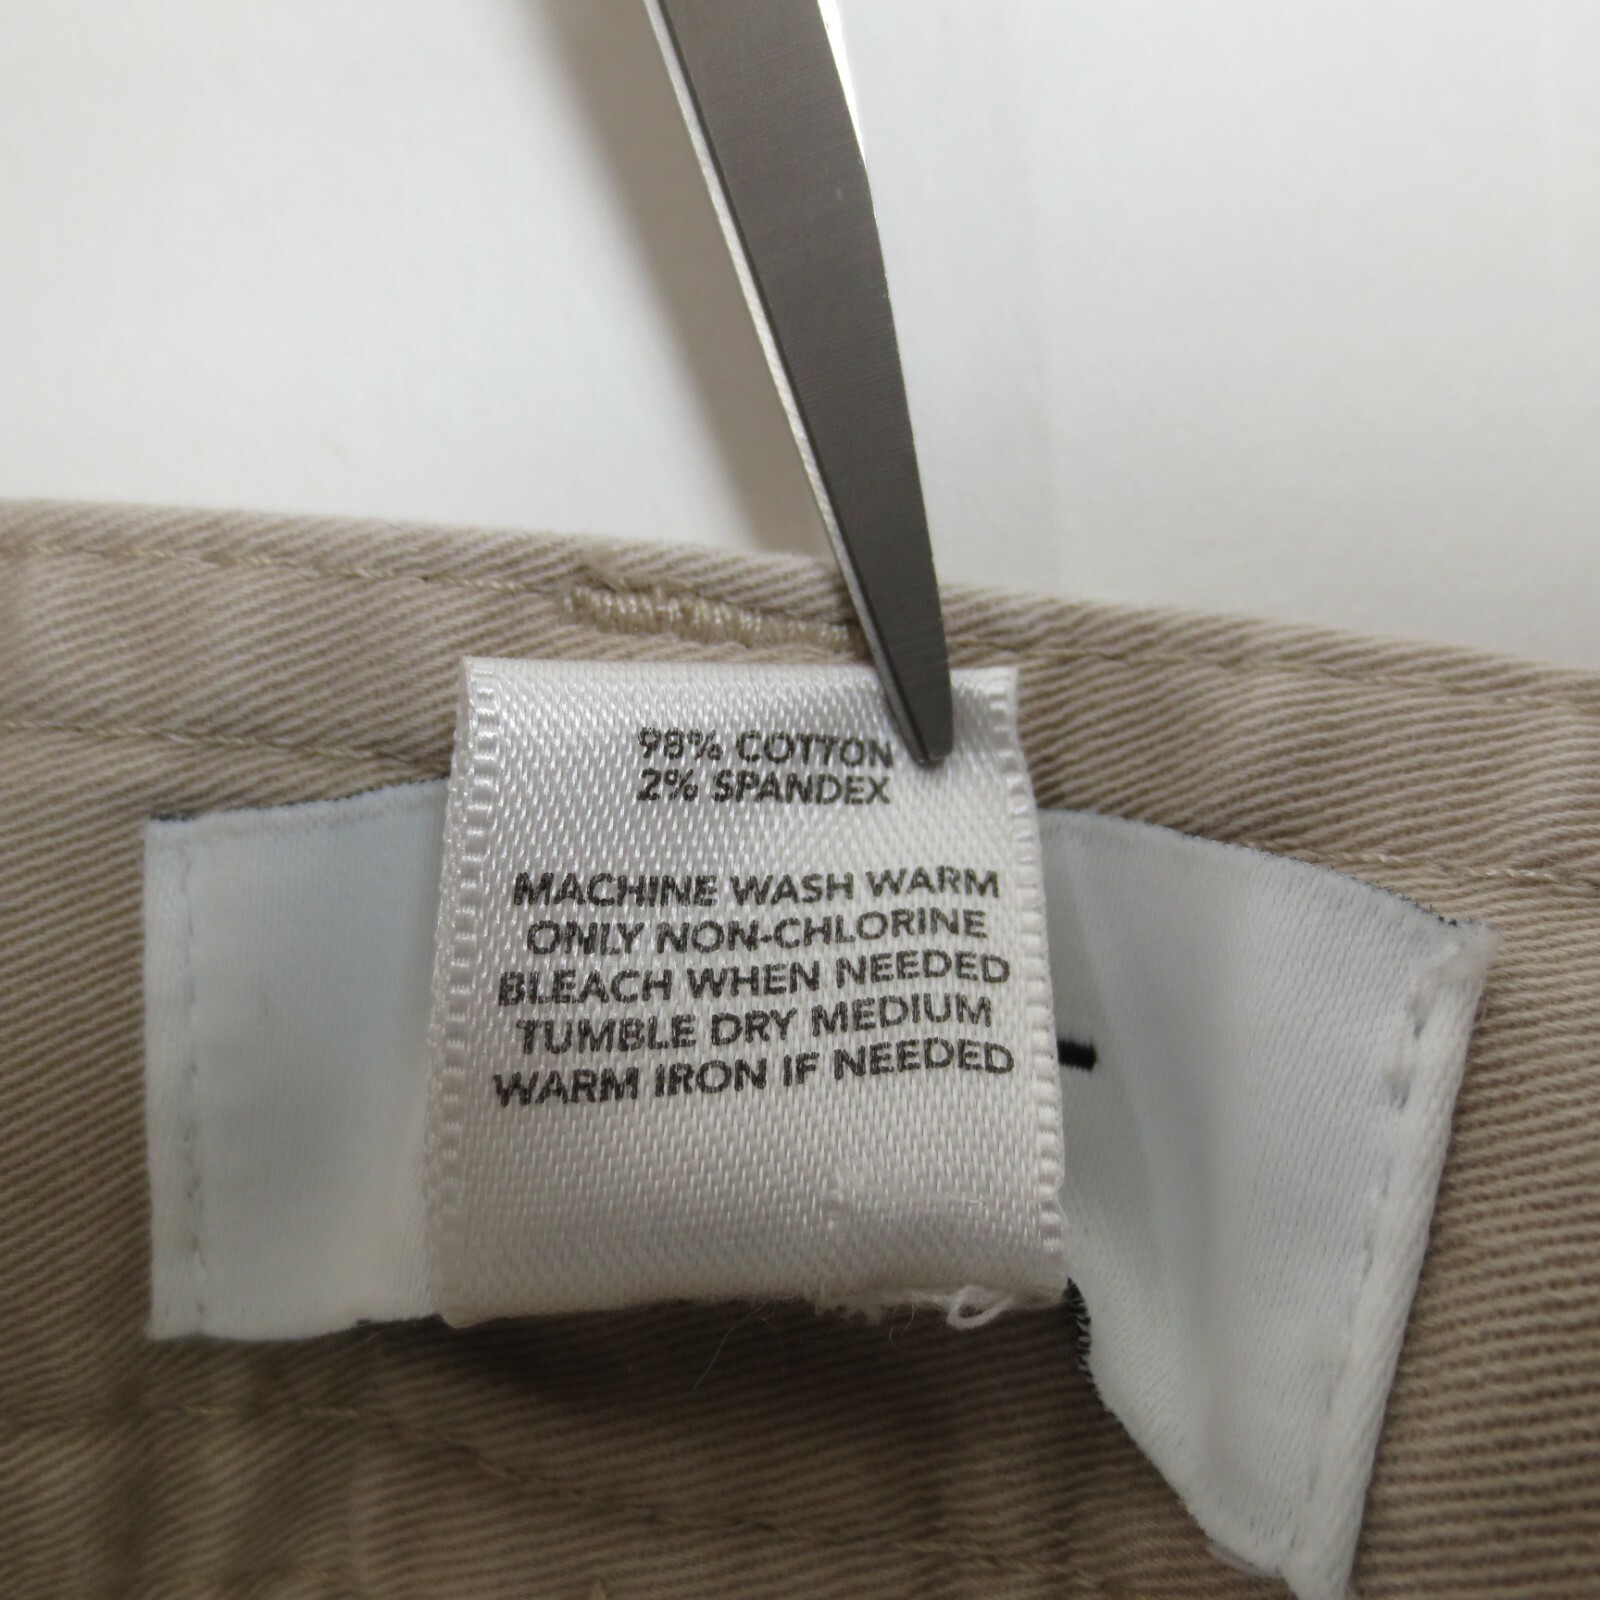 98% COTTON
2% SPANDEX
MACHINE WASH WARM
ONLY NON-CHLORINE
BLEACH WHEN NEEDED
TUMBLE DRY MEDIUM
WARM IRON IF NEEDED